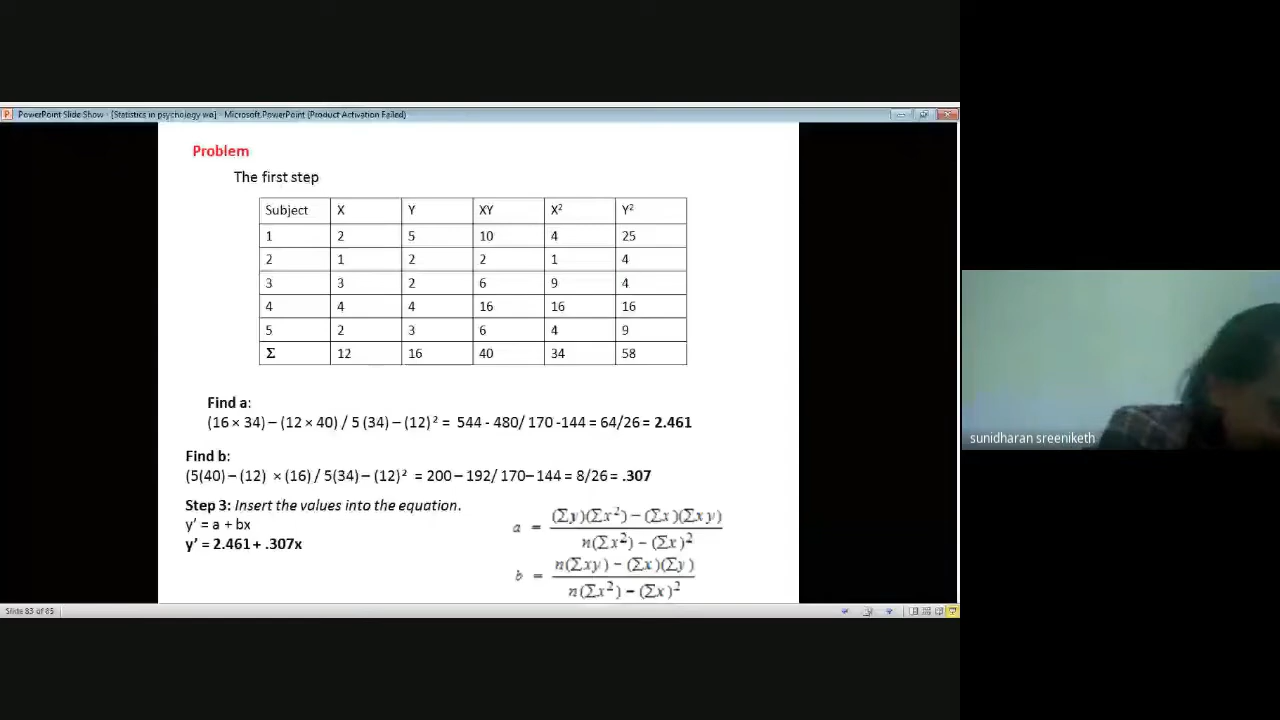 PowerPoint Slide Show - [Statistics in psychology wa] - Microsoft PowerPoint (Product Activation Failed)
Problem
The first step
Subject X Y XY X² Y²
1 2 5 10 4 25
2 1 2 2 1 4
3 3 2 6 9 4
4 4 4 16 16 16
5 2 3 6 4 9
Σ 12 16 40 34 58
Find a:
(16 × 34) – (12 × 40) / 5 (34) – (12) ² = 544 - 480/ 170 -144 = 64/26 = 2.461
Find b:
(5(40) – (12) × (16) / 5(34) – (12)² = 200 – 192/ 170– 144 = 8/26 = .307
Step 3: Insert the values into the equation.
y’ = a + bx
y’ = 2.461 + .307x
a = (Σy)(Σx²) – (Σx)(Σxy) / n(Σx²) – (Σx)²
b = n(Σxy) – (Σx)(Σy) / n(Σx²) – (Σx)²
Slide 83 of 85
sunidharan sreeniketh